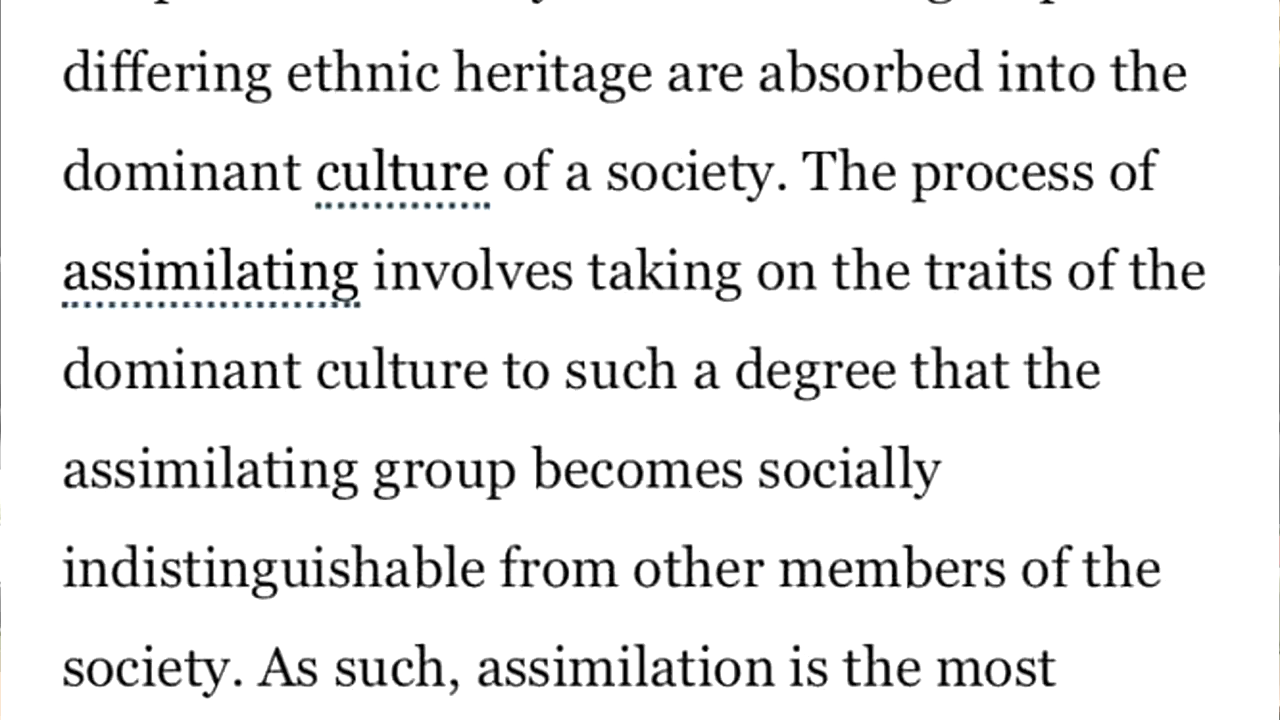 differing ethnic heritage are absorbed into the
dominant culture of a society. The process of
assimilating involves taking on the traits of the
dominant culture to such a degree that the
assimilating group becomes socially
indistinguishable from other members of the
society. As such, assimilation is the most